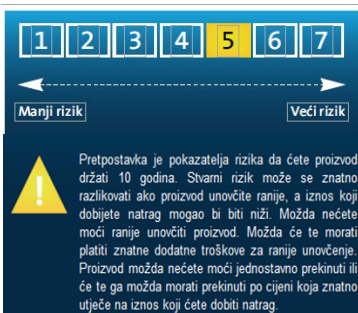 1 2 3 4 5 6 7
Manji rizik Veći rizik
Pretpostavka je pokazatelja rizika da ćete proizvod
držati 10 godina. Stvarni rizik može se znatno
razlikovati ako proizvod unovčite ranije, a iznos koji
dobijete natrag mogao bi biti niži. Možda nećete
moći ranije unovčiti proizvod. Možda će te morati
platiti znatne dodatne troškove za ranije unovčenje.
Proizvod možda nećete moći jednostavno prekinuti ili
će te ga možda morati prekinuti po cijeni koja znatno
utječe na iznos koji ćete dobiti natrag.